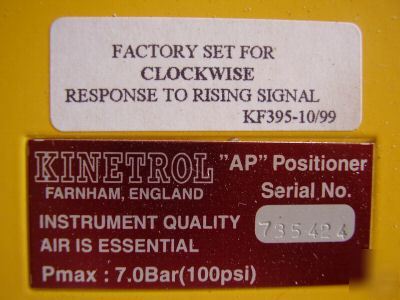 FACTORY SET FOR
CLOCKWISE
RESPONSE TO RISING SIGNAL
KF395-10/99
KINETROL "AP" Positioner
FARNHAM, ENGLAND Serial No.
INSTRUMENT QUALITY 735424
AIR IS ESSENTIAL
Pmax : 7.0Bar(100psi)